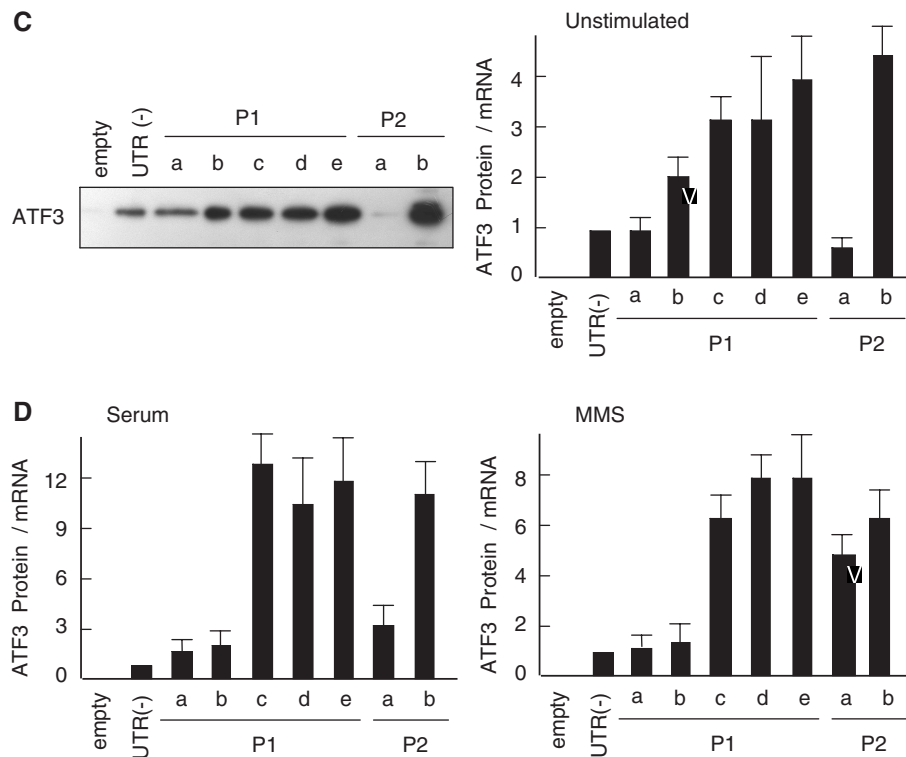 C
empty
UTR (-)
P1
P2
a b c d e a b
ATF3
Unstimulated
ATF3 Protein / mRNA
4
3
2
1
0
V
empty
UTR(-)
a b c d e a b
P1 P2
D
Serum
ATF3 Protein / mRNA
12
9
6
3
0
empty
UTR(-)
a b c d e a b
P1 P2
MMS
ATF3 Protein / mRNA
8
6
4
2
0
V
empty
UTR(-)
a b c d e a b
P1 P2